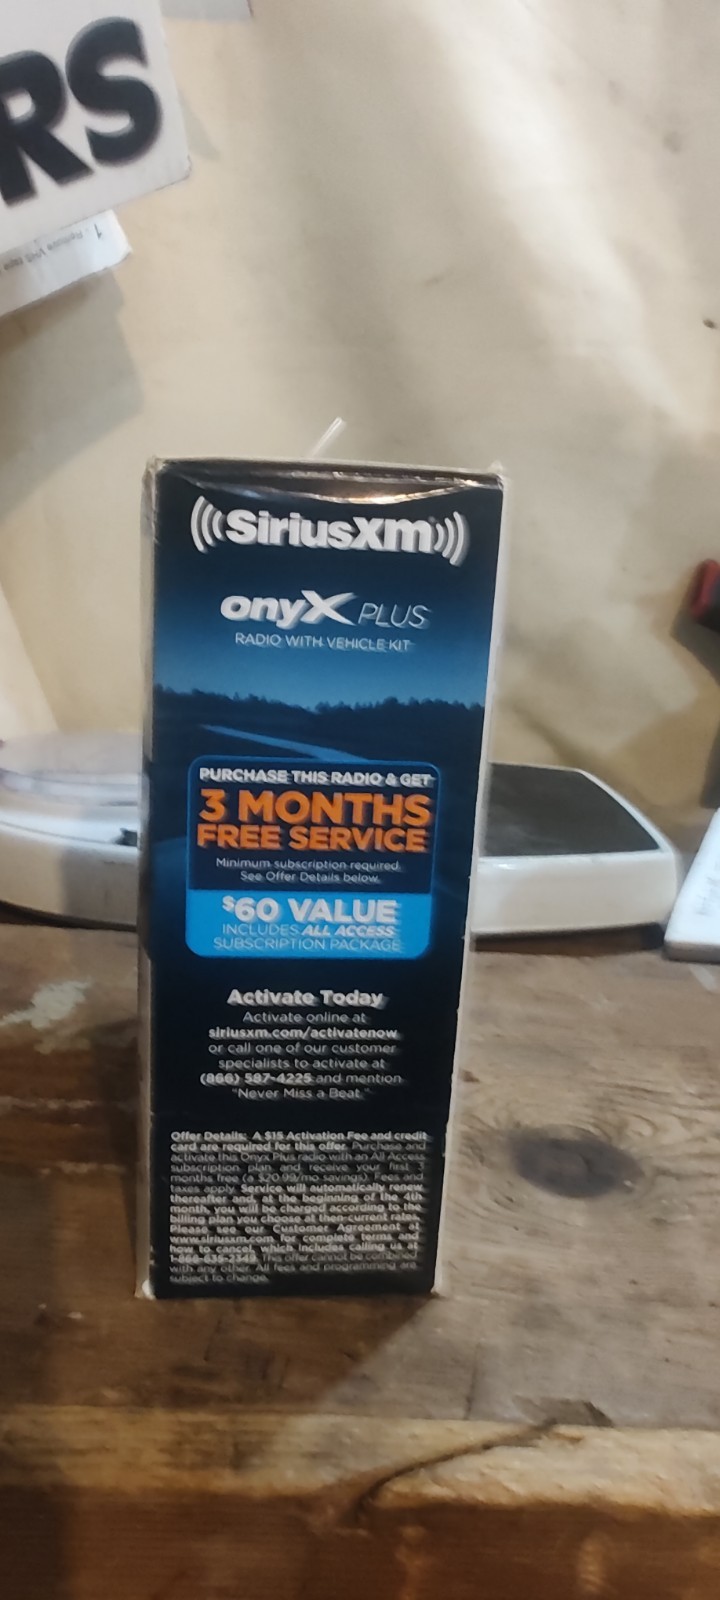 RS
SiriusXM
onyX PLUS
RADIO WITH VEHICLE KIT
PURCHASE THIS RADIO & GET
3 MONTHS
FREE SERVICE
Minimum subscription required.
See Offer Details below.
$60 VALUE
INCLUDES ALL ACCESS
SUBSCRIPTION PACKAGE
Activate Today
Activate online at
siriusxm.com/activatenow
or call one of our customer
specialists to activate at
(866) 587-4225 and mention
"Never Miss a Beat."
Offer Details: A $15 Activation Fee and credit
card are required for this offer. Purchase and
activate this Onyx Plus radio with an All Access
subscription plan and receive your first 3
months free (a $20.99/mo savings). Fees and
taxes apply. Service will automatically renew
thereafter and, at the beginning of the 4th
month, you will be charged according to the
billing plan you choose at then-current rates.
Please see our Customer Agreement at
www.siriusxm.com for complete terms and
how to cancel, which includes calling us at
1-866-635-2349. This offer cannot be combined
with any other. All fees and programming are
subject to change.